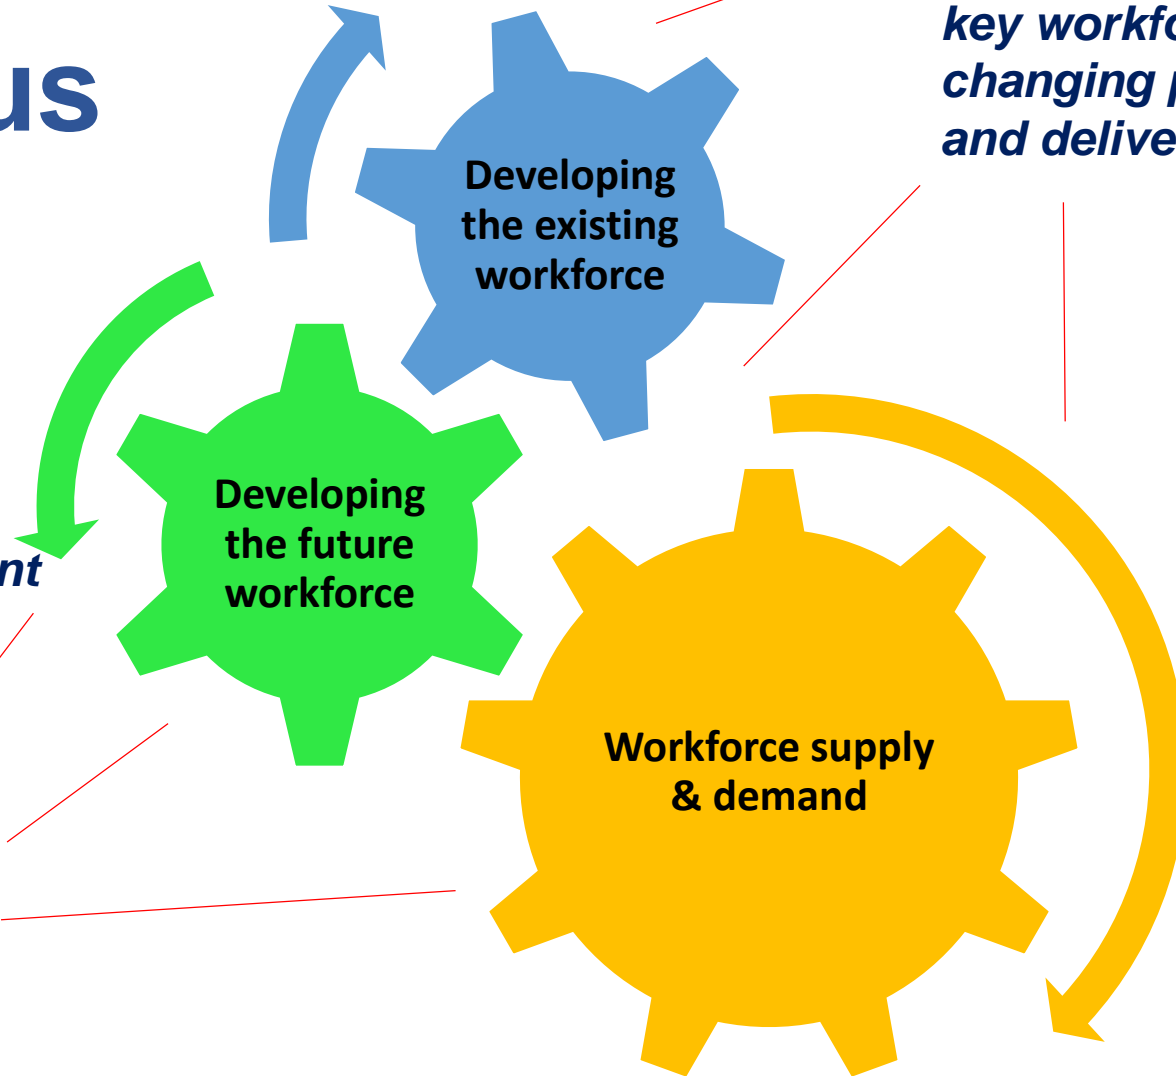 key workfo
changing p
and delive
us
Developing
the existing
workforce
Developing
the future
workforce
nt
Workforce supply
& demand